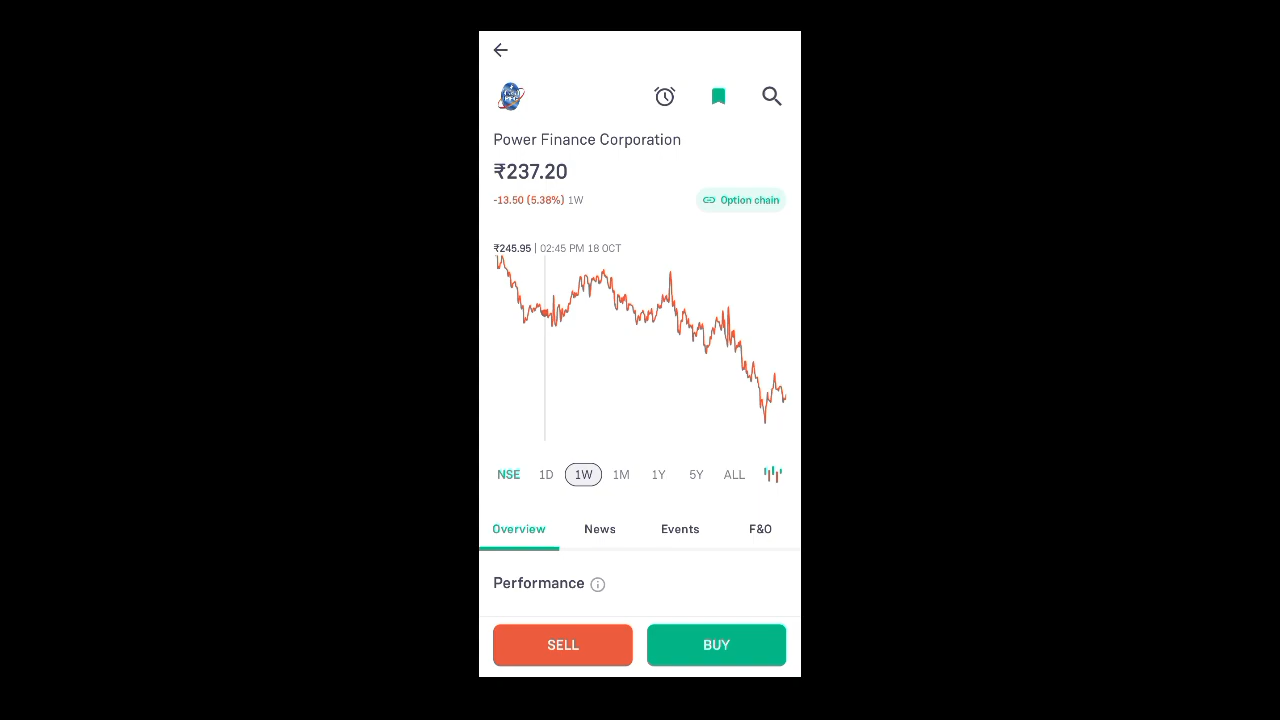 Power Finance Corporation
₹237.20
-13.50 (5.38%) 1W
Option chain
₹245.95 | 02:45 PM 18 OCT
NSE 1D 1W 1M 1Y 5Y ALL
Overview News Events F&O
Performance
SELL BUY